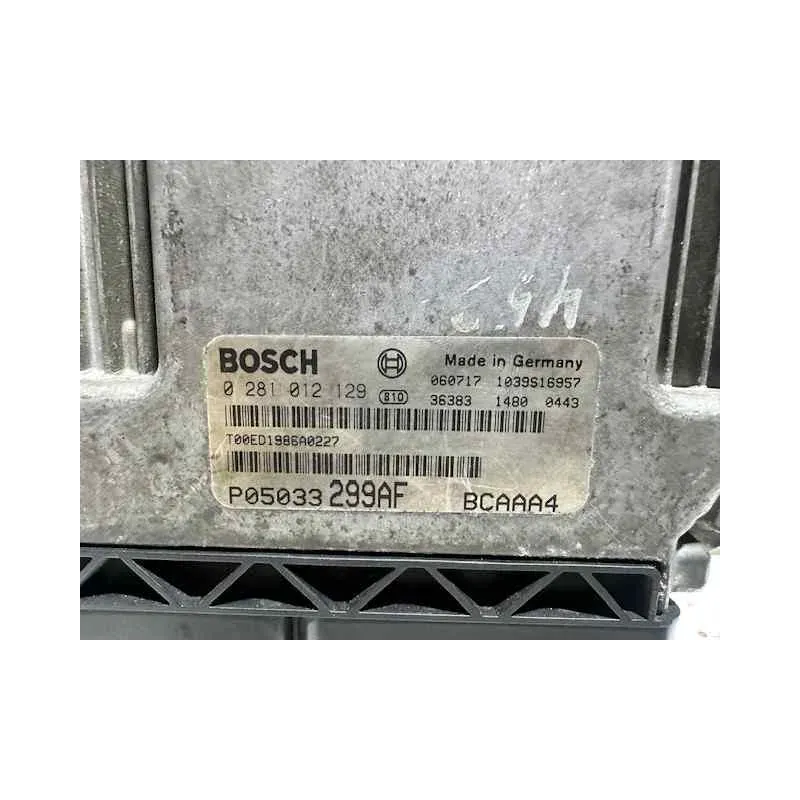 BOSCH Made in Germany
0 281 012 129 810 060717 1039S16957
36383 1480 0443
T00ED1986A0227
P05033 299AF BCAAA4